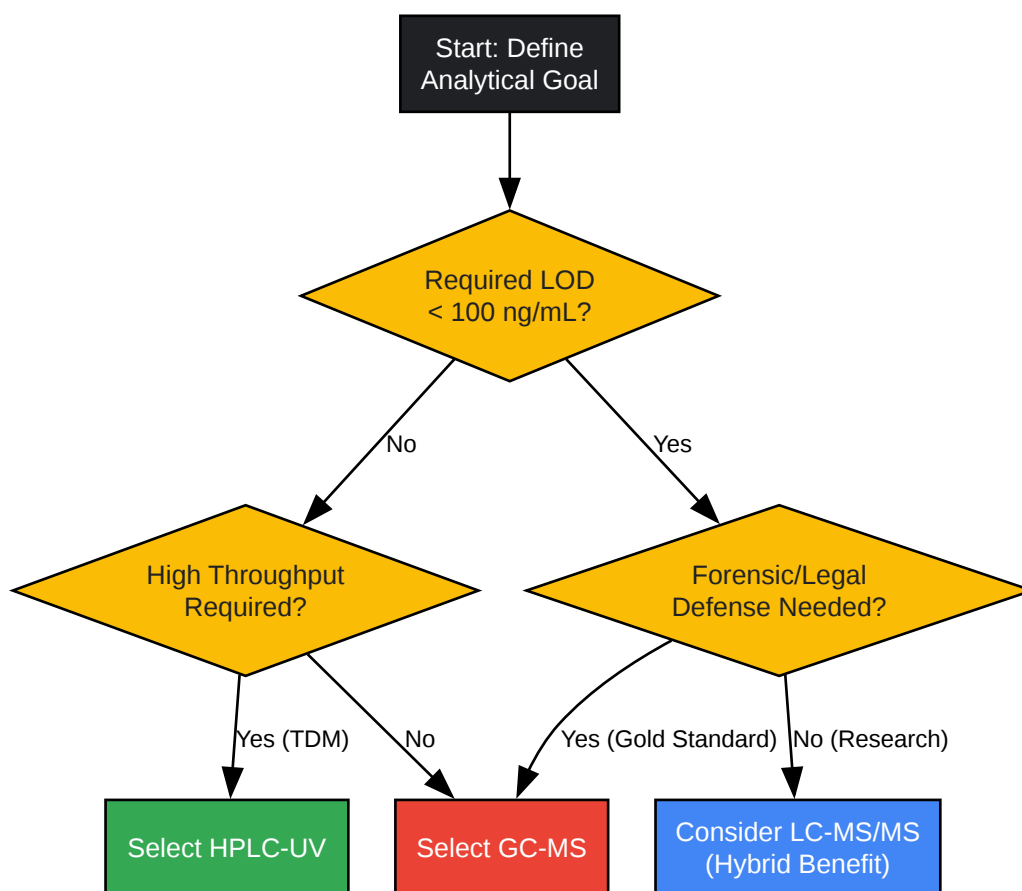 Start: Define
Analytical Goal
Required LOD
< 100 ng/mL?
No
Yes
High Throughput
Required?
Forensic/Legal
Defense Needed?
Yes (TDM)
No
Yes (Gold Standard)
No (Research)
Select HPLC-UV
Select GC-MS
Consider LC-MS/MS
(Hybrid Benefit)